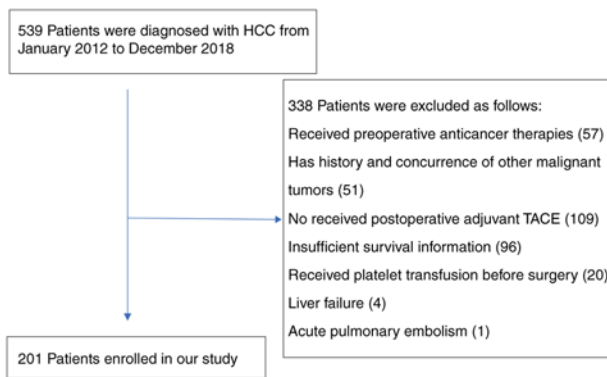 539 Patients were diagnosed with HCC from
January 2012 to December 2018
338 Patients were excluded as follows:
Received preoperative anticancer therapies (57)
Has history and concurrence of other malignant
tumors (51)
No received postoperative adjuvant TACE (109)
Insufficient survival information (96)
Received platelet transfusion before surgery (20)
Liver failure (4)
Acute pulmonary embolism (1)
201 Patients enrolled in our study